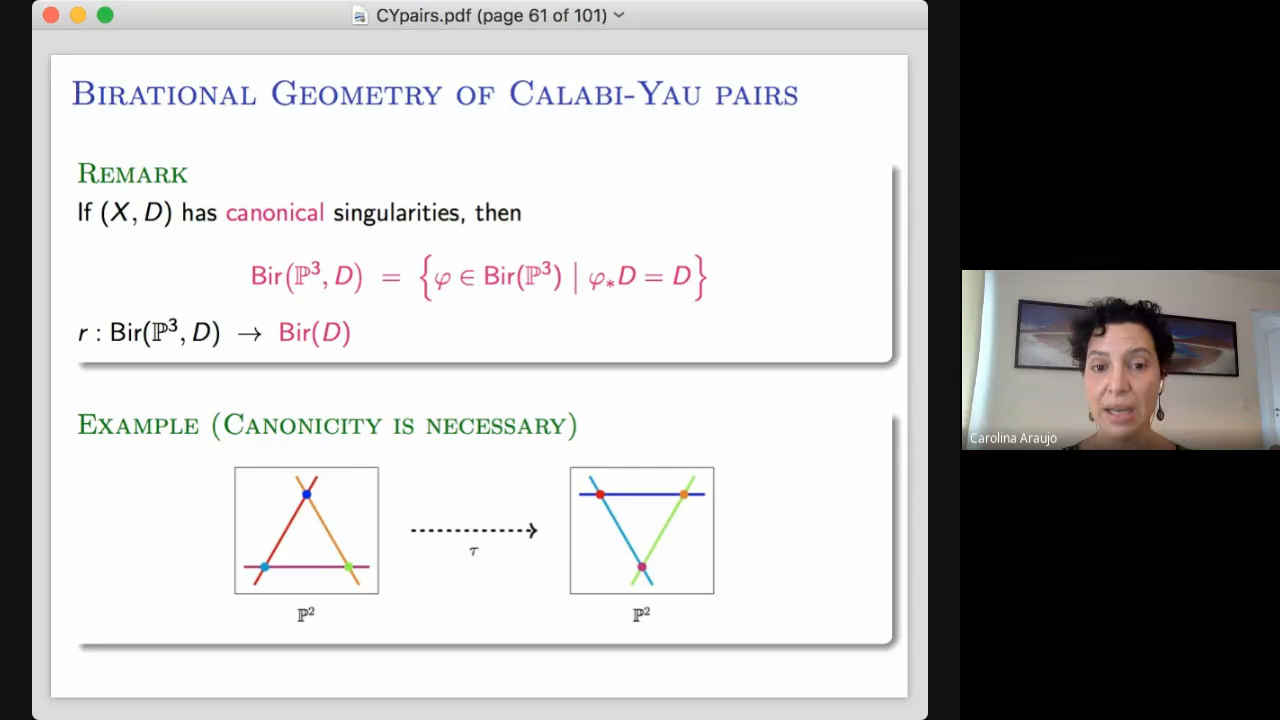 CYpairs.pdf (page 61 of 101)
Birational Geometry of Calabi-Yau pairs
Remark
If (X, D) has canonical singularities, then
Bir(ℙ³, D) = {φ ∈ Bir(ℙ³) | φ₊D = D}
r : Bir(ℙ³, D) → Bir(D)
Example (Canonicity is necessary)
τ
ℙ² ℙ²
Carolina Araujo